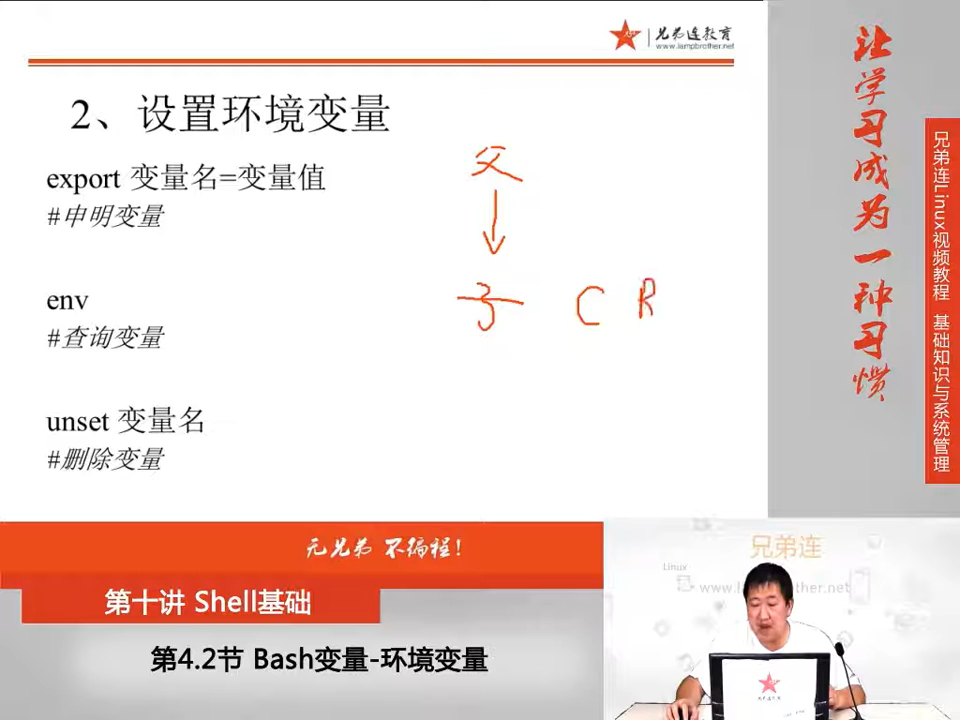 兄弟连教育
www.lampbrother.net
2、设置环境变量
export 变量名=变量值
#申明变量
env
#查询变量
unset 变量名
#删除变量
父
子 C R
让学习成为一种习惯
兄弟连Linux视频教程 基础知识与系统管理
无兄弟 不编程!
第十讲 Shell基础
第4.2节 Bash变量-环境变量
兄弟连
Linux
www.lampbrother.net